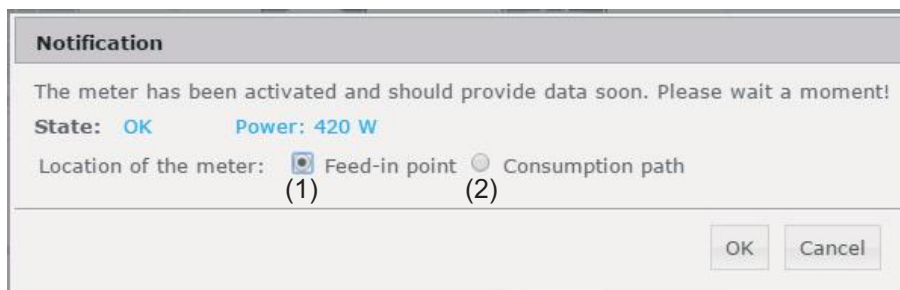 Notification
The meter has been activated and should provide data soon. Please wait a moment!
State: OK Power: 420 W
Location of the meter: Feed-in point Consumption path
(1) (2)
OK Cancel